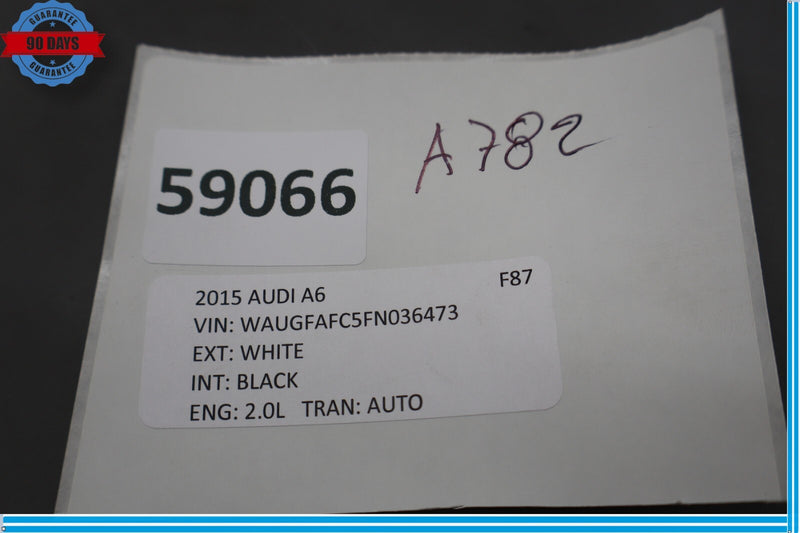 GUARANTEE
90 DAYS
GUARANTEE
A782
59066
F87
2015 AUDI A6
VIN: WAUGFAFC5FN036473
EXT: WHITE
INT: BLACK
ENG: 2.0L TRAN: AUTO